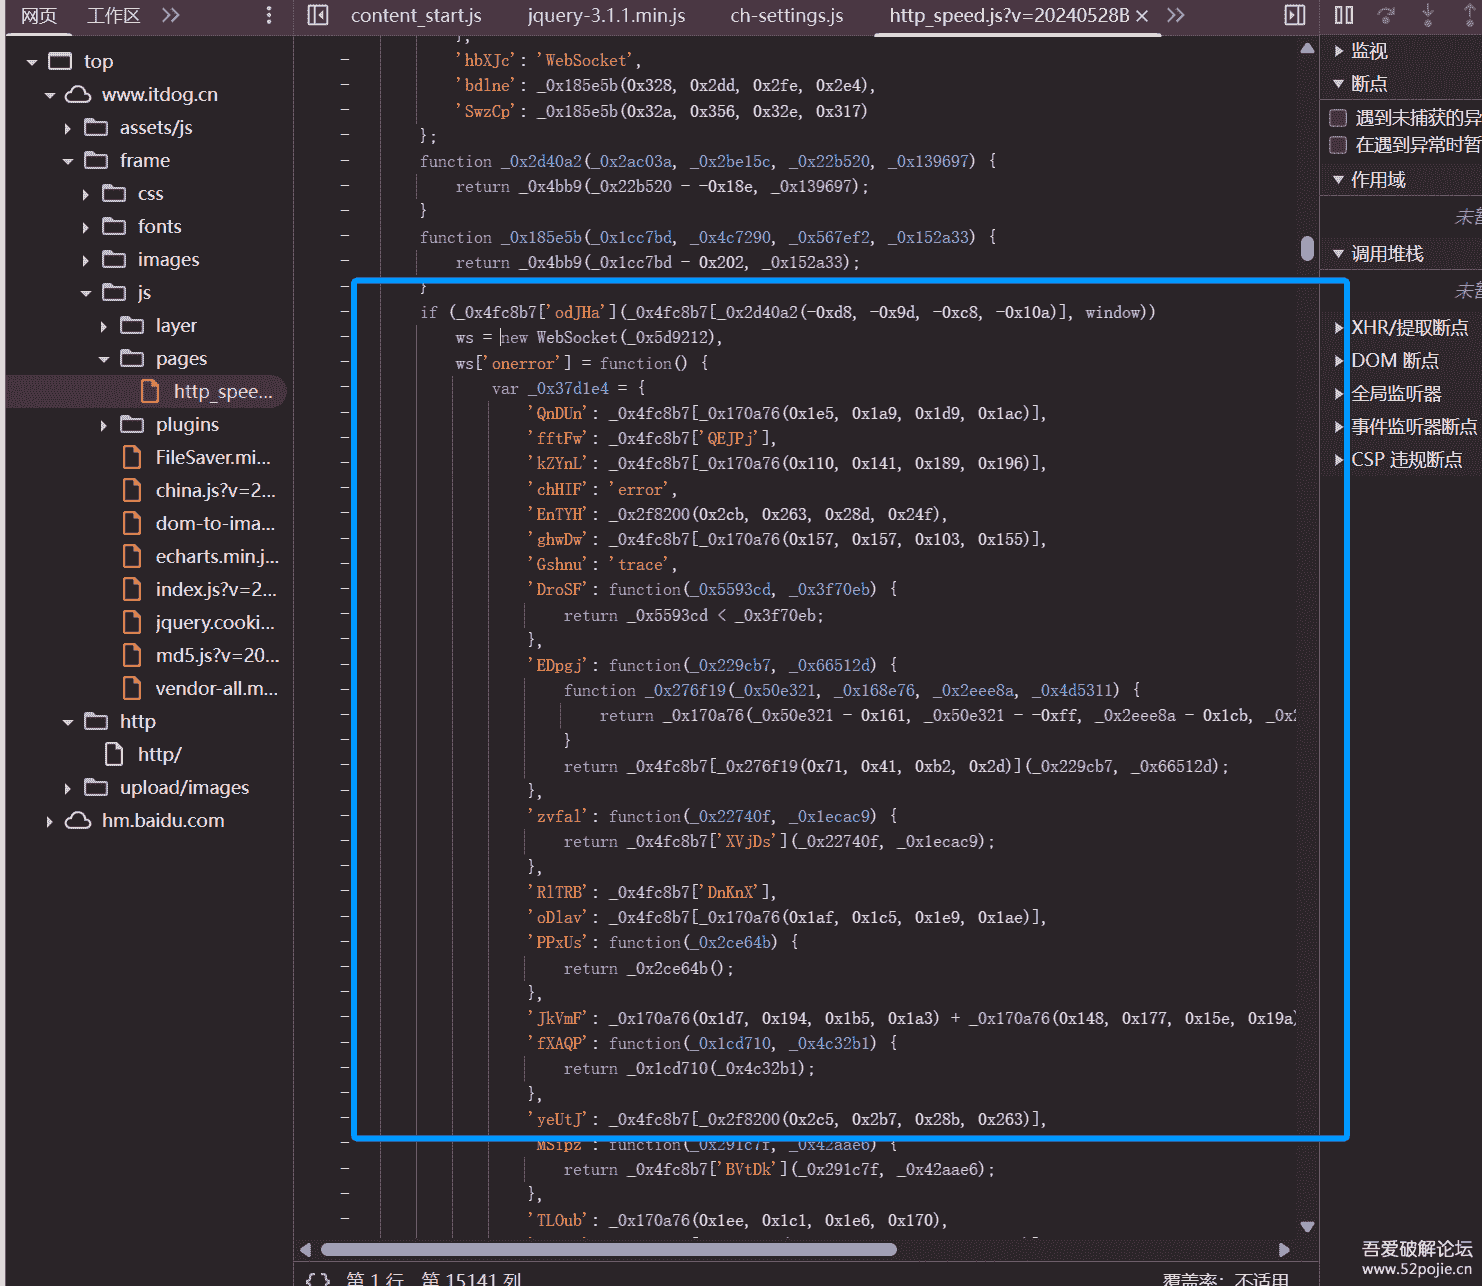 网页 工作区
content_start.js jquery-3.1.1.min.js ch-settings.js http_speed.js?v=20240528B
top
www.itdog.cn
assets/js
frame
css
fonts
images
js
layer
pages
http_spee...
plugins
FileSaver.mi...
china.js?v=2...
dom-to-ima...
echarts.min.j...
index.js?v=2...
jquery.cooki...
md5.js?v=20...
vendor-all.m...
http
http/
upload/images
hm.baidu.com
},
'hbXJc': 'WebSocket',
'bdlne': _0x185e5b(0x328, 0x2dd, 0x2fe, 0x2e4),
'SwzCp': _0x185e5b(0x32a, 0x356, 0x32e, 0x317)
};
function _0x2d40a2(_0x2ac03a, _0x2be15c, _0x22b520, _0x139697) {
return _0x4bb9(_0x22b520 - -0x18e, _0x139697);
}
function _0x185e5b(_0x1cc7bd, _0x4c7290, _0x567ef2, _0x152a33) {
return _0x4bb9(_0x1cc7bd - 0x202, _0x152a33);
}
if (_0x4fc8b7['odJHa'](_0x4fc8b7[_0x2d40a2(-0xd8, -0x9d, -0xc8, -0x10a)], window))
ws = new WebSocket(_0x5d9212),
ws['onerror'] = function() {
var _0x37d1e4 = {
'QnDUn': _0x4fc8b7[_0x170a76(0x1e5, 0x1a9, 0x1d9, 0x1ac)],
'fftFw': _0x4fc8b7['QEJPj'],
'kZYnL': _0x4fc8b7[_0x170a76(0x110, 0x141, 0x189, 0x196)],
'chHIF': 'error',
'EnTYH': _0x2f8200(0x2cb, 0x263, 0x28d, 0x24f),
'ghwDw': _0x4fc8b7[_0x170a76(0x157, 0x157, 0x103, 0x155)],
'Gshnu': 'trace',
'DroSF': function(_0x5593cd, _0x3f70eb) {
return _0x5593cd < _0x3f70eb;
},
'EDpgj': function(_0x229cb7, _0x66512d) {
function _0x276f19(_0x50e321, _0x168e76, _0x2eee8a, _0x4d5311) {
return _0x170a76(_0x50e321 - 0x161, _0x50e321 - -0xff, _0x2eee8a - 0x1cb, _0x2
}
return _0x4fc8b7[_0x276f19(0x71, 0x41, 0xb2, 0x2d)](_0x229cb7, _0x66512d);
},
'zvfal': function(_0x22740f, _0x1ecac9) {
return _0x4fc8b7['XVjDs'](_0x22740f, _0x1ecac9);
},
'RlTRB': _0x4fc8b7['DnKnX'],
'oDlav': _0x4fc8b7[_0x170a76(0x1af, 0x1c5, 0x1e9, 0x1ae)],
'PPxUs': function(_0x2ce64b) {
return _0x2ce64b();
},
'JkVmF': _0x170a76(0x1d7, 0x194, 0x1b5, 0x1a3) + _0x170a76(0x148, 0x177, 0x15e, 0x19a)
'fXAQP': function(_0x1cd710, _0x4c32b1) {
return _0x1cd710(_0x4c32b1);
},
'yeUtJ': _0x4fc8b7[_0x2f8200(0x2c5, 0x2b7, 0x28b, 0x263)],
'MSipz': function(_0x291c7f, _0x42aae6) {
return _0x4fc8b7['BVtDk'](_0x291c7f, _0x42aae6);
},
'TLOub': _0x170a76(0x1ee, 0x1c1, 0x1e6, 0x170),
{} 第 1 行，第 15141 列 覆盖率：不适用
监视
断点
遇到未捕获的异
在遇到异常时暂
作用域
未暂
调用堆栈
未暂
XHR/提取断点
DOM 断点
全局监听器
事件监听器断点
CSP 违规断点
吾爱破解论坛
www.52pojie.cn